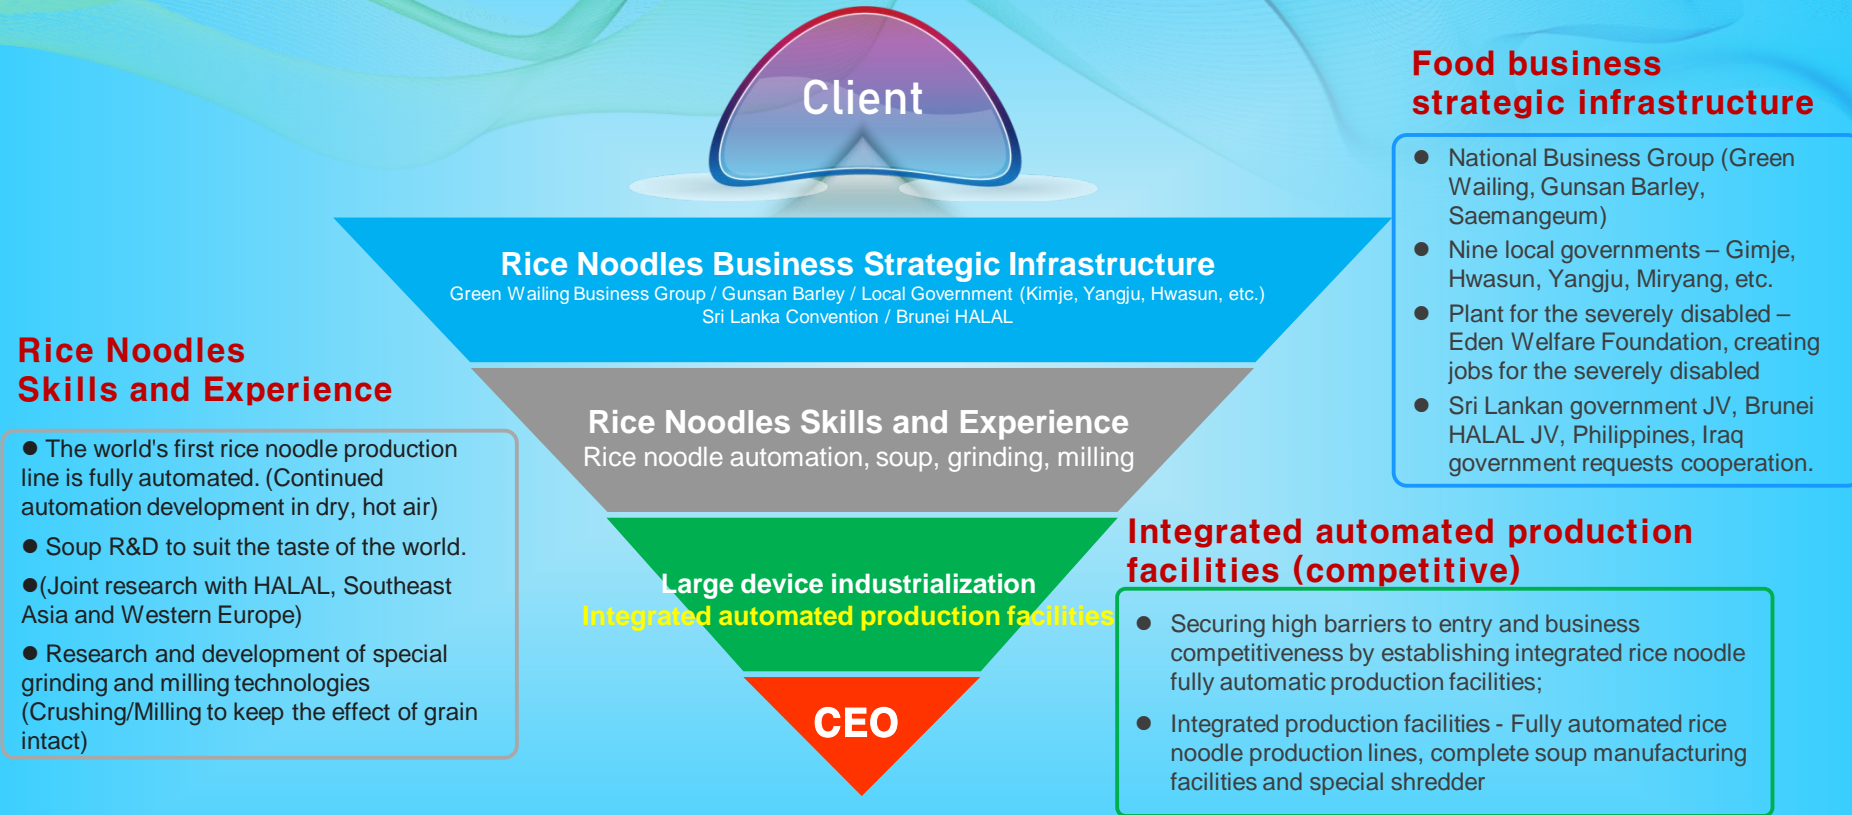 Client
Food business
strategic infrastructure
● National Business Group (Green
Wailing, Gunsan Barley,
Saemangeum)
● Nine local governments – Gimje,
Hwasun, Yangju, Miryang, etc.
● Plant for the severely disabled –
Eden Welfare Foundation, creating
jobs for the severely disabled
● Sri Lankan government JV, Brunei
HALAL JV, Philippines, Iraq
government requests cooperation.
Rice Noodles Business Strategic Infrastructure
Green Wailing Business Group / Gunsan Barley / Local Government (Kimje, Yangju, Hwasun, etc.)
Sri Lanka Convention / Brunei HALAL
Rice Noodles
Skills and Experience
● The world's first rice noodle production
line is fully automated. (Continued
automation development in dry, hot air)
● Soup R&D to suit the taste of the world.
●(Joint research with HALAL, Southeast
Asia and Western Europe)
● Research and development of special
grinding and milling technologies
(Crushing/Milling to keep the effect of grain
intact)
Rice Noodles Skills and Experience
Rice noodle automation, soup, grinding, milling
Large device industrialization
Integrated automated production facilities
CEO
Integrated automated production
facilities (competitive)
● Securing high barriers to entry and business
competitiveness by establishing integrated rice noodle
fully automatic production facilities;
● Integrated production facilities - Fully automated rice
noodle production lines, complete soup manufacturing
facilities and special shredder